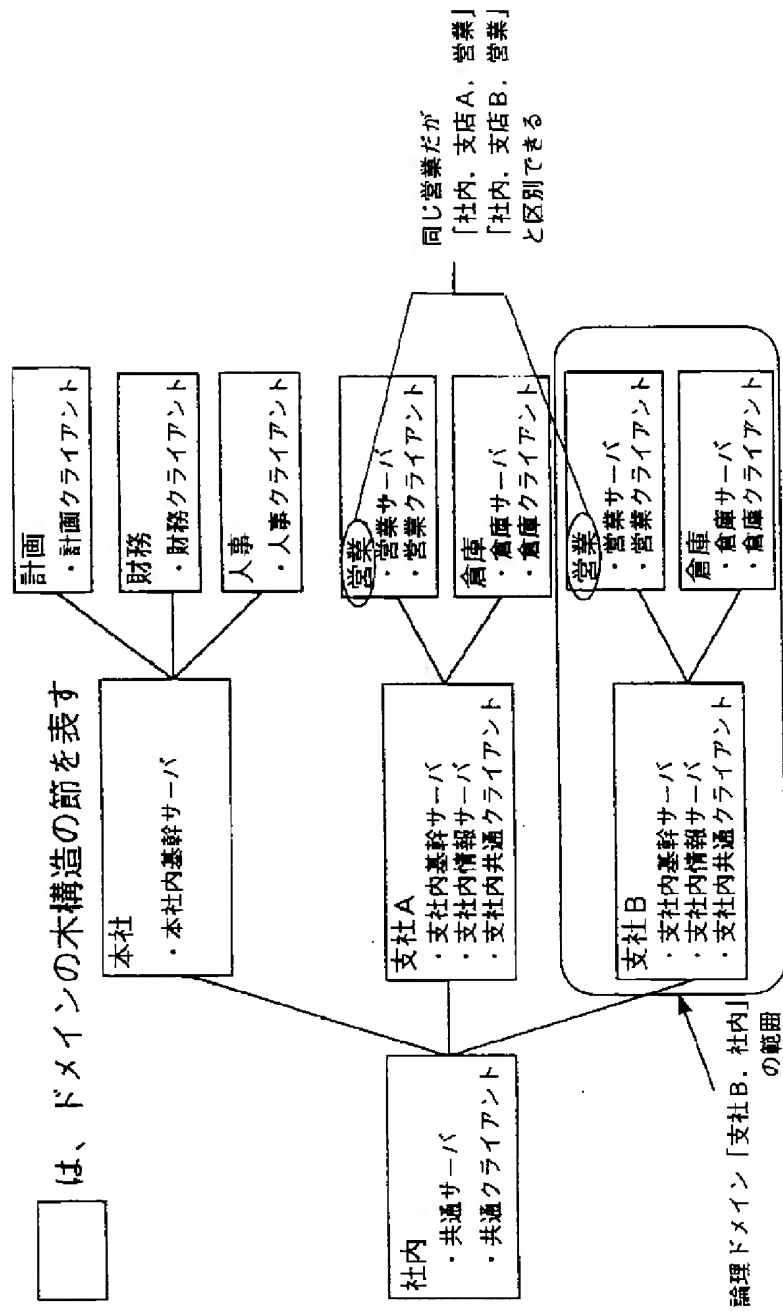 は、ドメインの木構造の節を表す
社内
・共通サーバ
・共通クライアント
本社
・本社内基幹サーバ
計画
・計画クライアント
財務
・財務クライアント
人事
・人事クライアント
支社A
・支社内基幹サーバ
・支社内情報サーバ
・支社内共通クライアント
営業
・営業サーバ
・営業クライアント
倉庫
・倉庫サーバ
・倉庫クライアント
支社B
・支社内基幹サーバ
・支社内情報サーバ
・支社内共通クライアント
営業
・営業サーバ
・営業クライアント
倉庫
・倉庫サーバ
・倉庫クライアント
同じ営業だが
「社内．支店A．営業」
「社内．支店B．営業」
と区別できる
論理ドメイン「支社B．社内」
の範囲